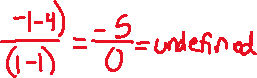 -1-4)/(1-1) = -5/0 = undefined